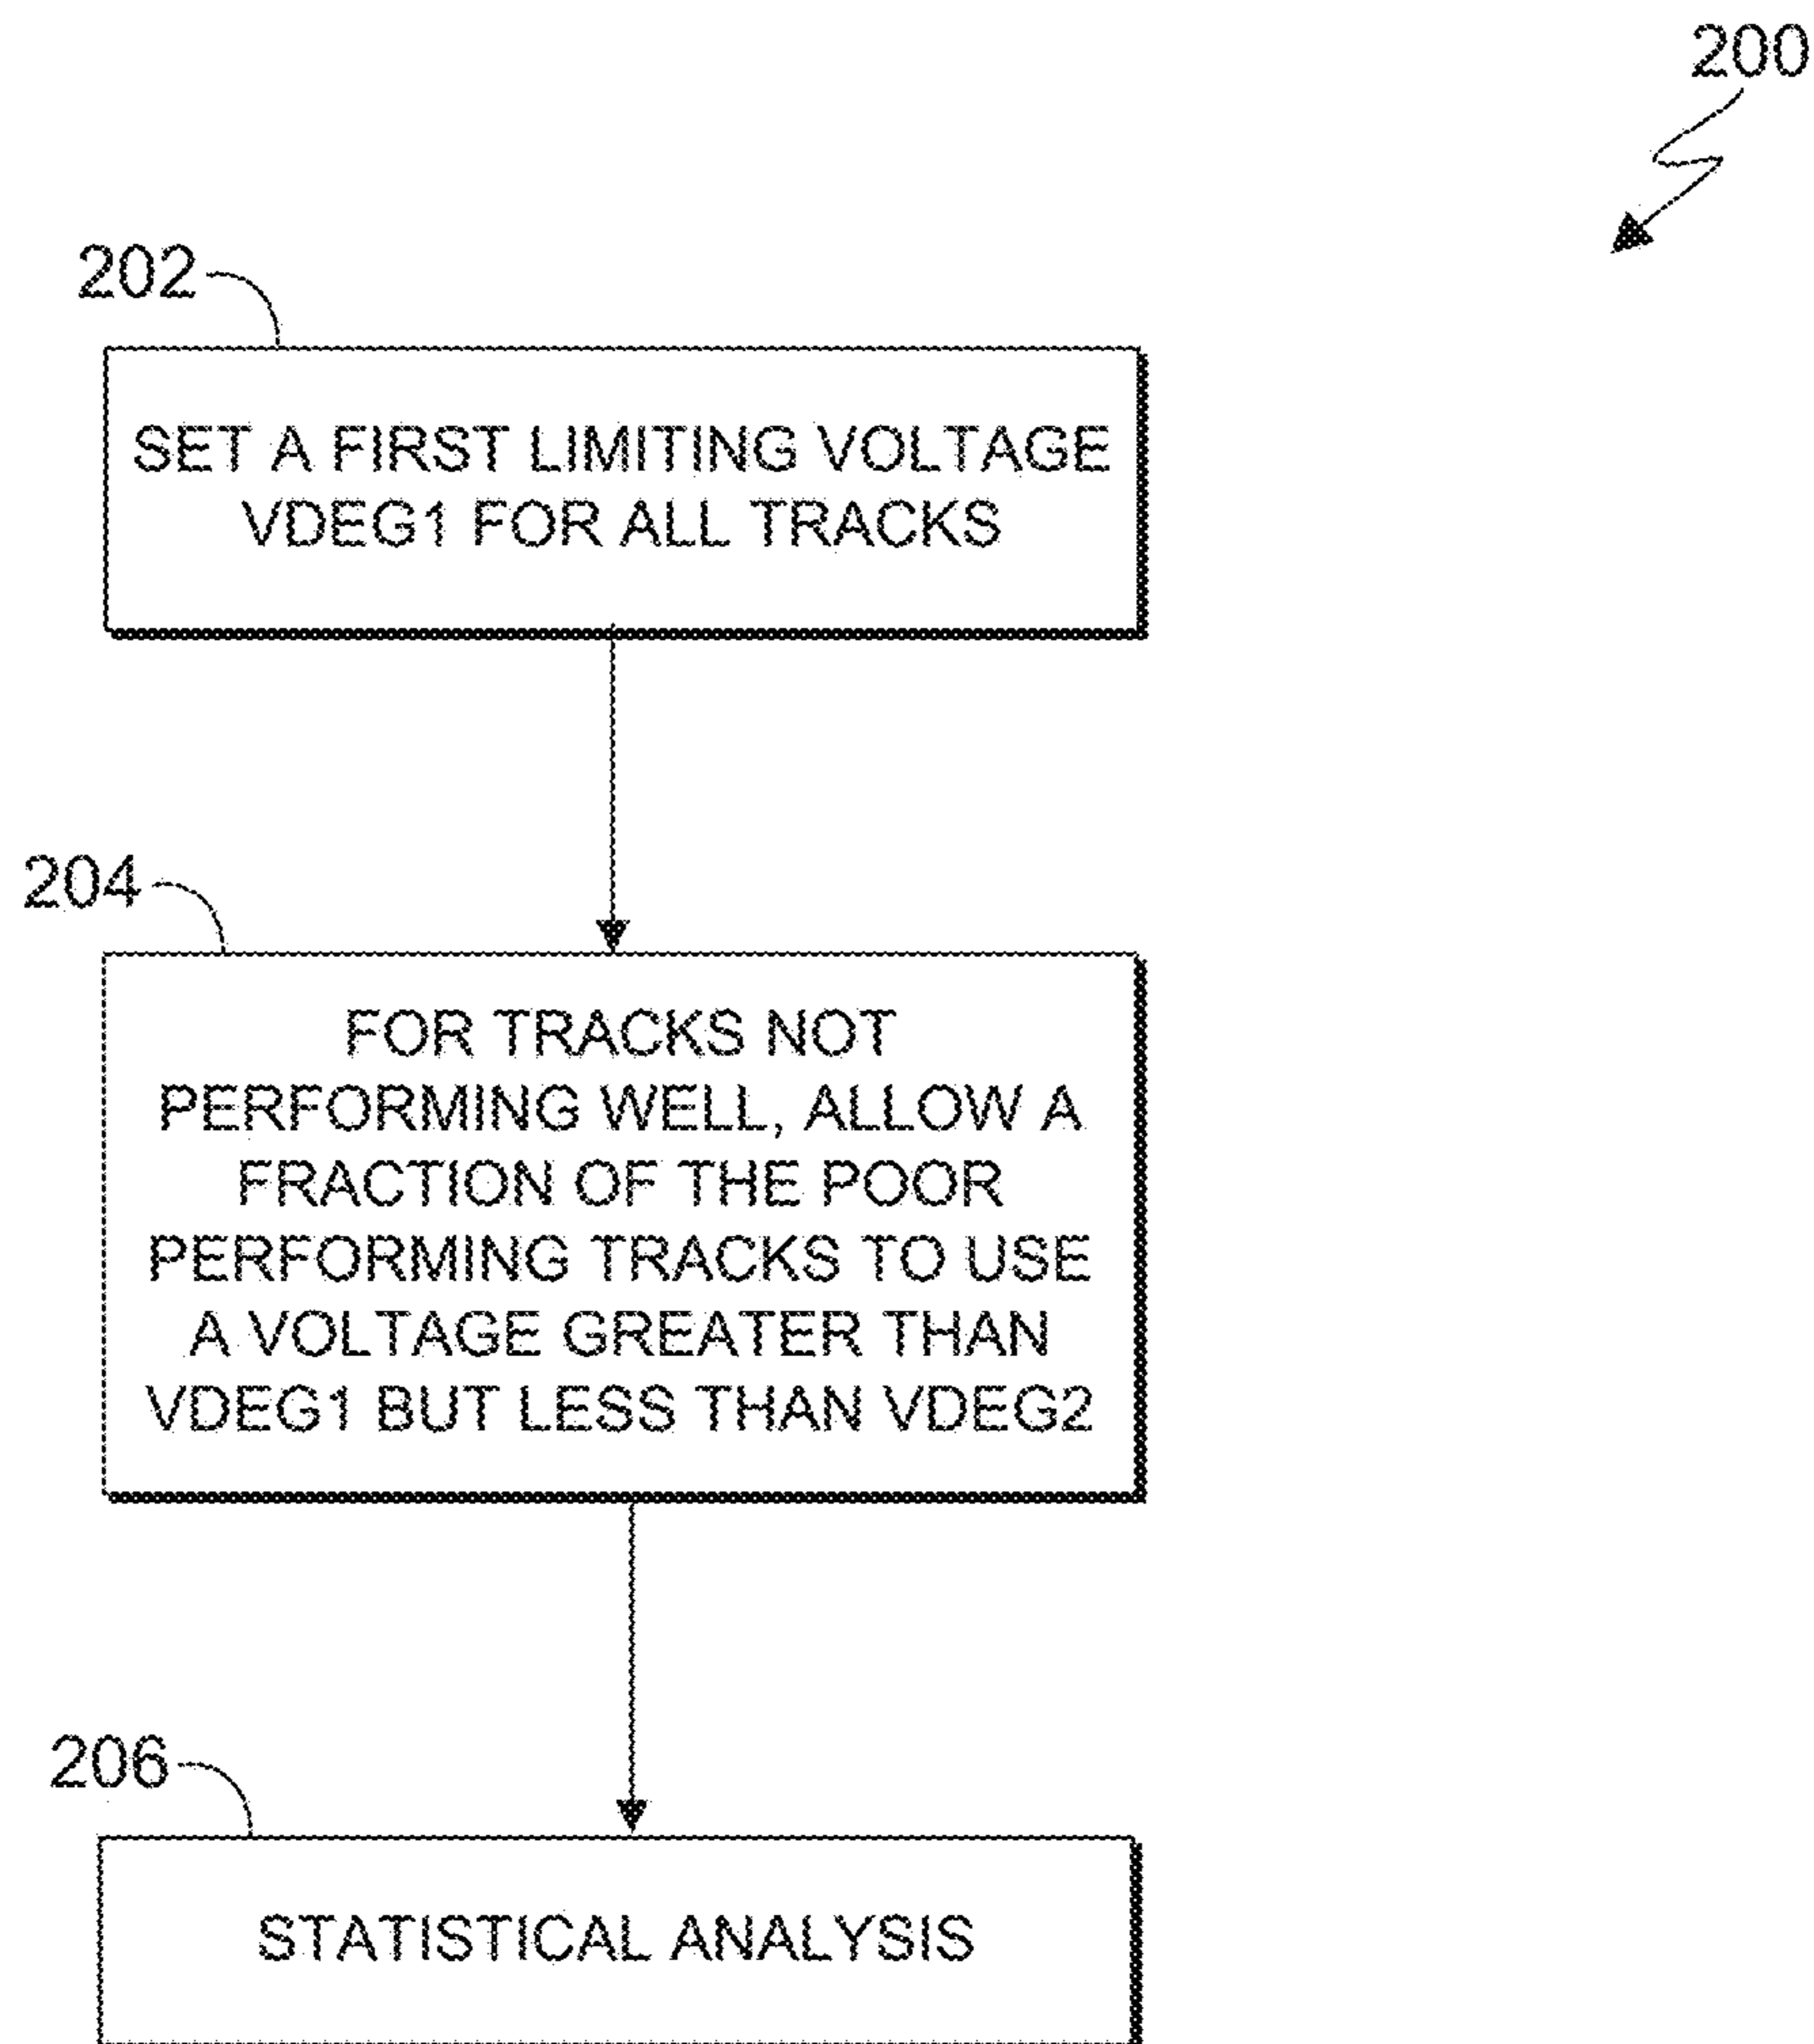 200
202
SET A FIRST LIMITING VOLTAGE
VDEG1 FOR ALL TRACKS
204
FOR TRACKS NOT
PERFORMING WELL, ALLOW A
FRACTION OF THE POOR
PERFORMING TRACKS TO USE
A VOLTAGE GREATER THAN
VDEG1 BUT LESS THAN VDEG2
206
STATISTICAL ANALYSIS